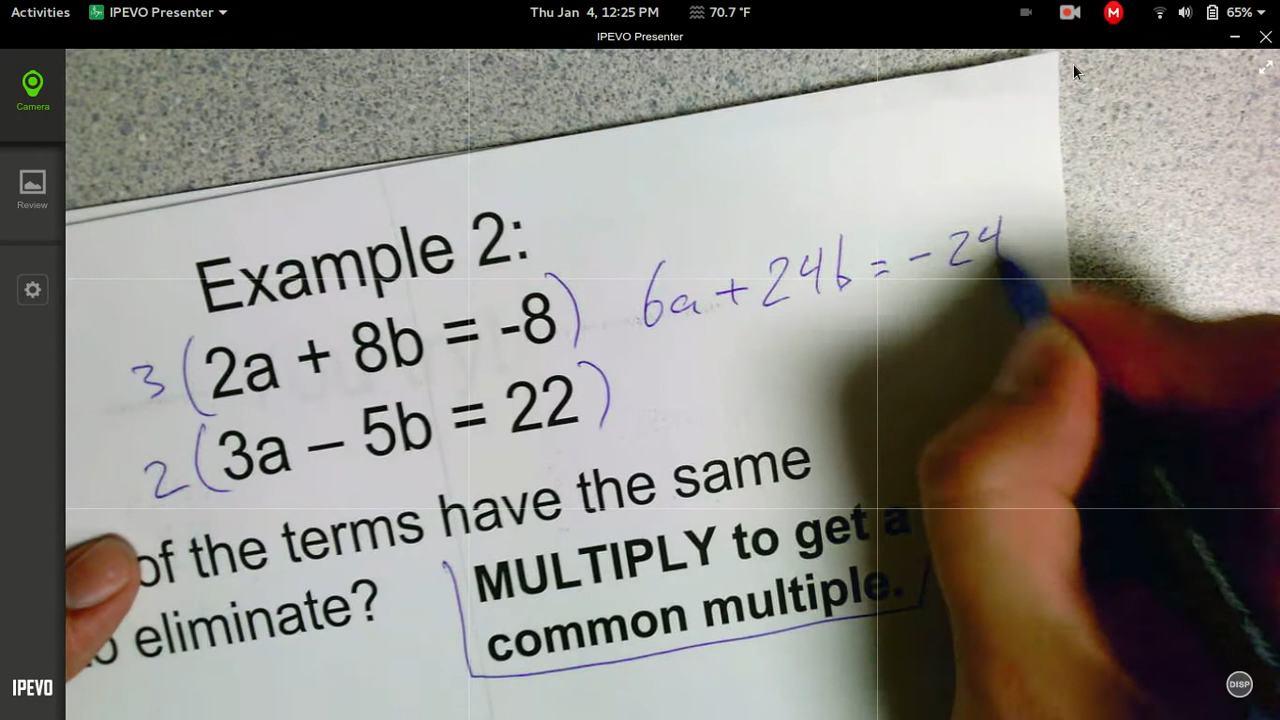 Activities IPEVO Presenter Thu Jan 4, 12:25 PM 70.7 °F M 65%
IPEVO Presenter
Camera
Review
Example 2:
3 (2a + 8b = -8) 6a + 24b = -24
2 (3a – 5b = 22)
of the terms have the same
eliminate?
MULTIPLY to get a
common multiple.
IPEVO
DISP